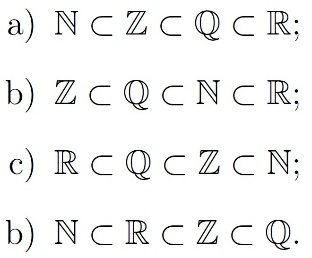 a) ℕ ⊂ ℤ ⊂ ℚ ⊂ ℝ;
b) ℤ ⊂ ℚ ⊂ ℕ ⊂ ℝ;
c) ℝ ⊂ ℚ ⊂ ℤ ⊂ ℕ;
b) ℕ ⊂ ℝ ⊂ ℤ ⊂ ℚ.